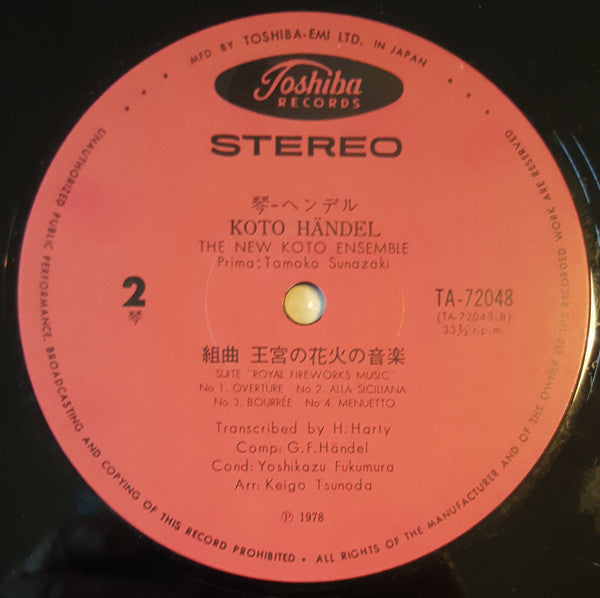 MFD BY TOSHIBA-EMI LTD. IN JAPAN
Toshiba
RECORDS
STEREO
琴-ヘンデル
KOTO HÄNDEL
THE NEW KOTO ENSEMBLE
Prima: Tomoko Sunazaki
2
琴
TA-72048
(TA-72048-B)
33⅓ r.p.m.
組曲 王宮の花火の音楽
SUITE "ROYAL FIREWORKS MUSIC"
No 1. OVERTURE No 2. ALLA SICILIANA
No 3. BOURRÉE No 4. MENUETTO
Transcribed by H.Harty
Comp: G.F.Händel
Cond: Yoshikazu Fukumura
Arr: Keigo Tsunoda
Ⓟ 1978
UNAUTHORIZED PUBLIC PERFORMANCE, BROADCASTING AND COPYING OF THIS RECORD PROHIBITED • ALL RIGHTS OF THE MANUFACTURER AND OF THE OWNER OF THE RECORDED WORK ARE RESERVED